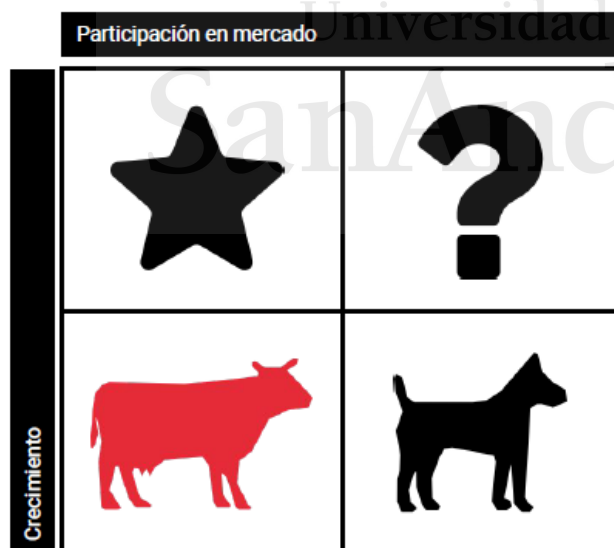 Universidad
SanAnd
Participación en mercado
?
Crecimiento